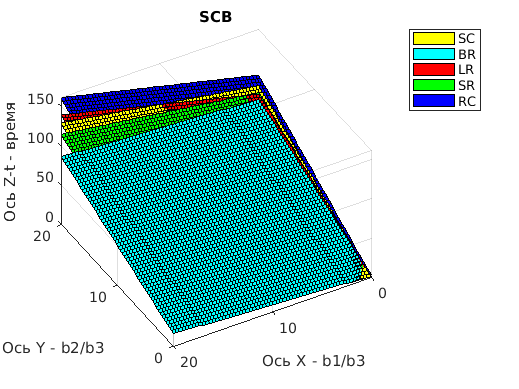 SCB
SC
BR
LR
SR
RC
Ось Z-t - время
150
100
50
0
20
10
0
20
10
0
Ось Y - b2/b3
Ось X - b1/b3